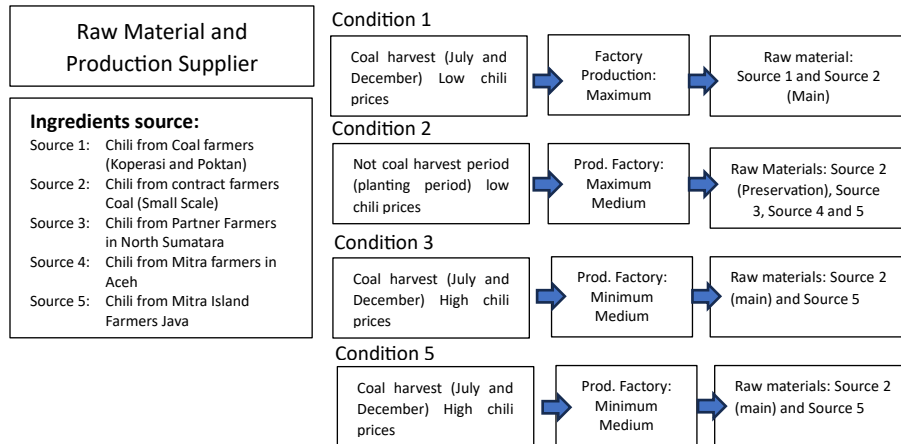 Raw Material and
Production Supplier
Ingredients source:
Source 1: Chili from Coal farmers
(Koperasi and Poktan)
Source 2: Chili from contract farmers
Coal (Small Scale)
Source 3: Chili from Partner Farmers
in North Sumatara
Source 4: Chili from Mitra farmers in
Aceh
Source 5: Chili from Mitra Island
Farmers Java
Condition 1
Coal harvest (July and
December) Low chili
prices
Factory
Production:
Maximum
Raw material:
Source 1 and Source 2
(Main)
Condition 2
Not coal harvest period
(planting period) low
chili prices
Prod. Factory:
Maximum
Medium
Raw Materials: Source 2
(Preservation), Source
3, Source 4 and 5
Condition 3
Coal harvest (July and
December) High chili
prices
Prod. Factory:
Minimum
Medium
Raw materials: Source 2
(main) and Source 5
Condition 5
Coal harvest (July and
December) High chili
prices
Prod. Factory:
Minimum
Medium
Raw materials: Source 2
(main) and Source 5